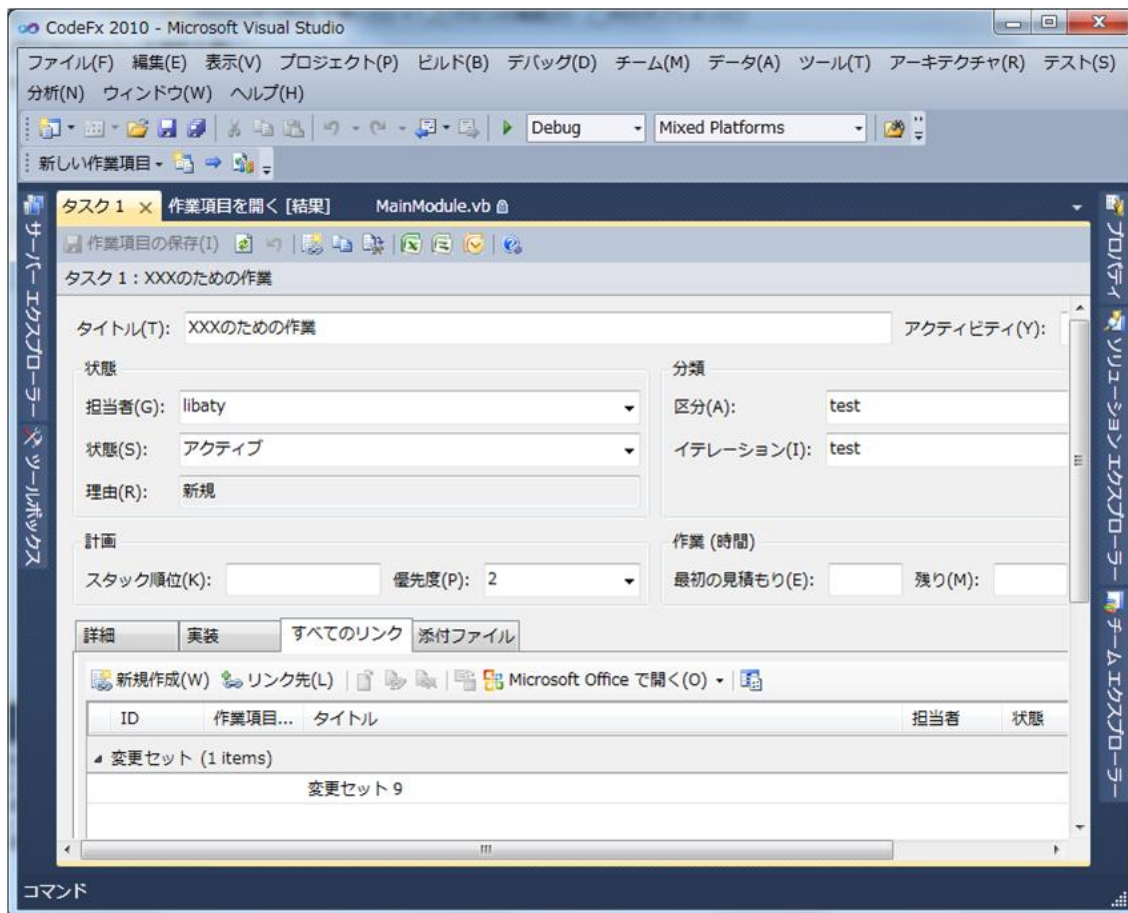 CodeFx 2010 - Microsoft Visual Studio
ファイル(F) 編集(E) 表示(V) プロジェクト(P) ビルド(B) デバッグ(D) チーム(M) データ(A) ツール(T) アーキテクチャ(R) テスト(S)
分析(N) ウィンドウ(W) ヘルプ(H)
Debug Mixed Platforms
新しい作業項目
サーバー エクスプローラー
ツールボックス
タスク 1 作業項目を開く [結果] MainModule.vb
作業項目の保存(I)
タスク 1 : XXXのための作業
タイトル(T): XXXのための作業 アクティビティ(Y):
状態 分類
担当者(G): libaty 区分(A): test
状態(S): アクティブ イテレーション(I): test
理由(R): 新規
計画 作業 (時間)
スタック順位(K): 優先度(P): 2 最初の見積もり(E): 残り(M):
詳細 実装 すべてのリンク 添付ファイル
新規作成(W) リンク先(L) Microsoft Office で開く(O)
ID 作業項目... タイトル 担当者 状態
変更セット (1 items)
変更セット 9
プロパティ
ソリューション エクスプローラー
チーム エクスプローラー
コマンド